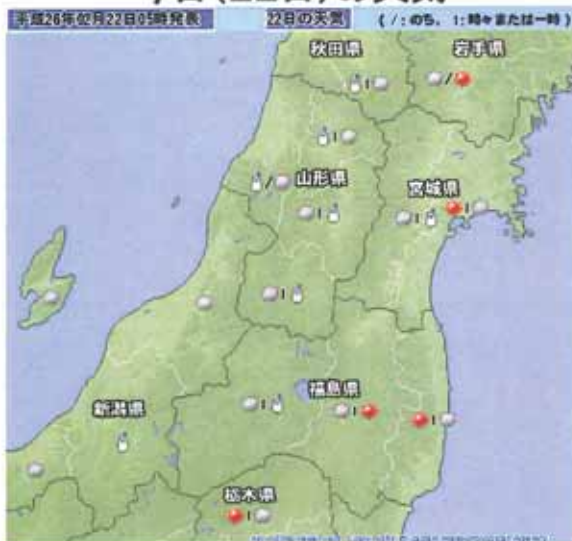 平成26年02月22日05時発表 22日の天気 ( / : のち、 | : 時々または一時 )
秋田県 岩手県
山形県 宮城県
福島県
新潟県
栃木県